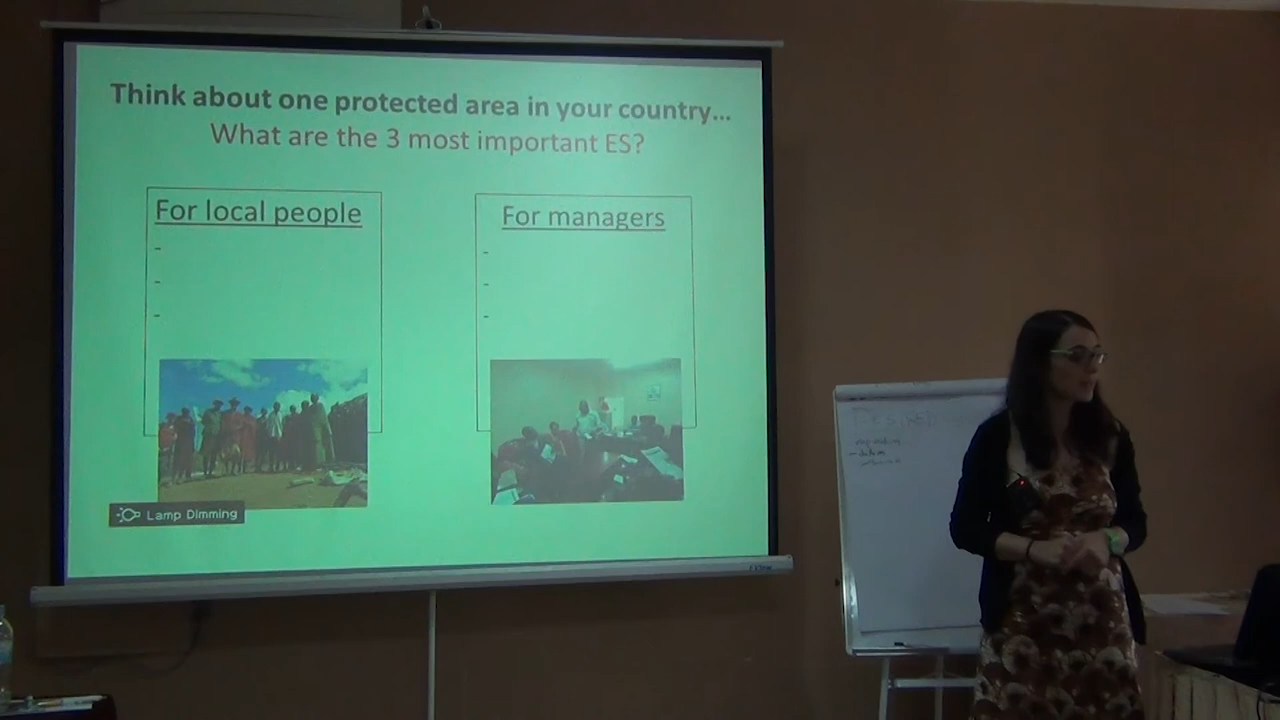 Think about one protected area in your country...
What are the 3 most important ES?
For local people
-
-
-
For managers
-
-
-
Lamp Dimming